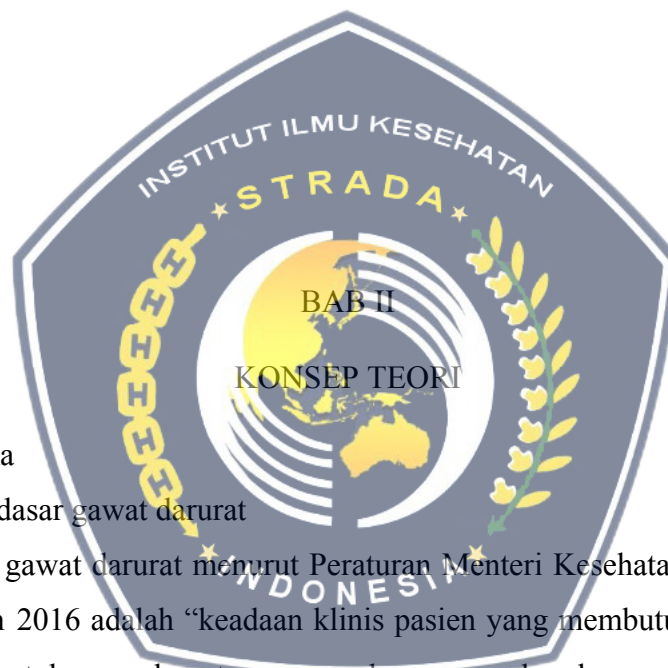 INSTITUT ILMU KESEHATAN
STRADA
BAB II
KONSEP TEORI
a
dasar gawat darurat
gawat darurat menurut Peraturan Menteri Kesehata
2016 adalah “keadaan klinis pasien yang membutu
INDONESIA